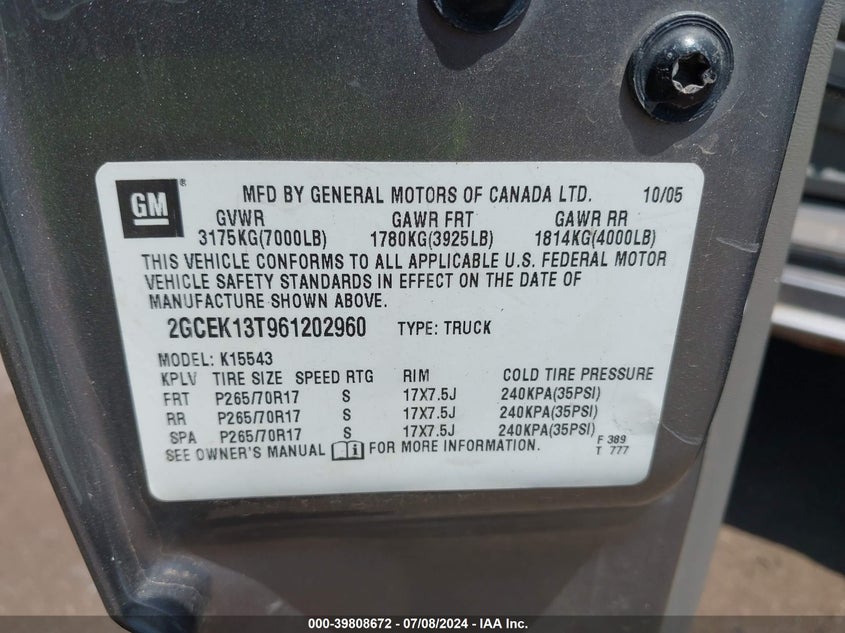 GM ® MFD BY GENERAL MOTORS OF CANADA LTD. 10/05
GVWR GAWR FRT GAWR RR
3175KG(7000LB) 1780KG(3925LB) 1814KG(4000LB)
THIS VEHICLE CONFORMS TO ALL APPLICABLE U.S. FEDERAL MOTOR
VEHICLE SAFETY STANDARDS IN EFFECT ON THE DATE OF
MANUFACTURE SHOWN ABOVE.
2GCEK13T961202960 TYPE: TRUCK
MODEL: K15543
KPLV TIRE SIZE SPEED RTG RIM COLD TIRE PRESSURE
FRT P265/70R17 S 17X7.5J 240KPA(35PSI)
RR P265/70R17 S 17X7.5J 240KPA(35PSI)
SPA P265/70R17 S 17X7.5J 240KPA(35PSI)
SEE OWNER'S MANUAL FOR MORE INFORMATION.
F 389
T 777
000-39808672 / 07/08/2024 - IAA Inc.